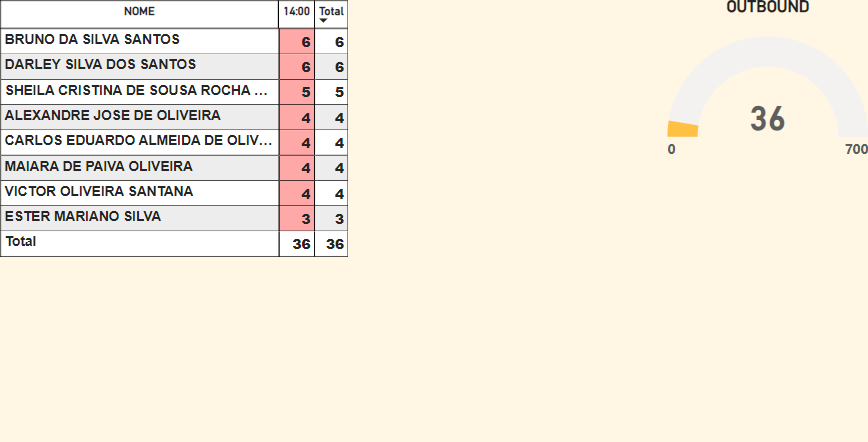 NOME 14:00 Total
BRUNO DA SILVA SANTOS 6 6
DARLEY SILVA DOS SANTOS 6 6
SHEILA CRISTINA DE SOUSA ROCHA ... 5 5
ALEXANDRE JOSE DE OLIVEIRA 4 4
CARLOS EDUARDO ALMEIDA DE OLIV... 4 4
MAIARA DE PAIVA OLIVEIRA 4 4
VICTOR OLIVEIRA SANTANA 4 4
ESTER MARIANO SILVA 3 3
Total 36 36
OUTBOUND
36
0 700